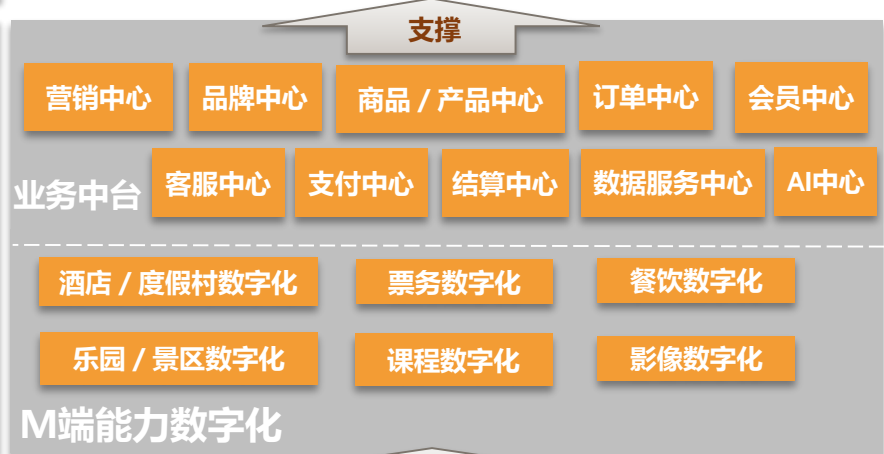 支撑
营销中心
品牌中心
商品 / 产品中心
订单中心
会员中心
业务中台
客服中心
支付中心
结算中心
数据服务中心
AI中心
酒店 / 度假村数字化
票务数字化
餐饮数字化
乐园 / 景区数字化
课程数字化
影像数字化
M端能力数字化